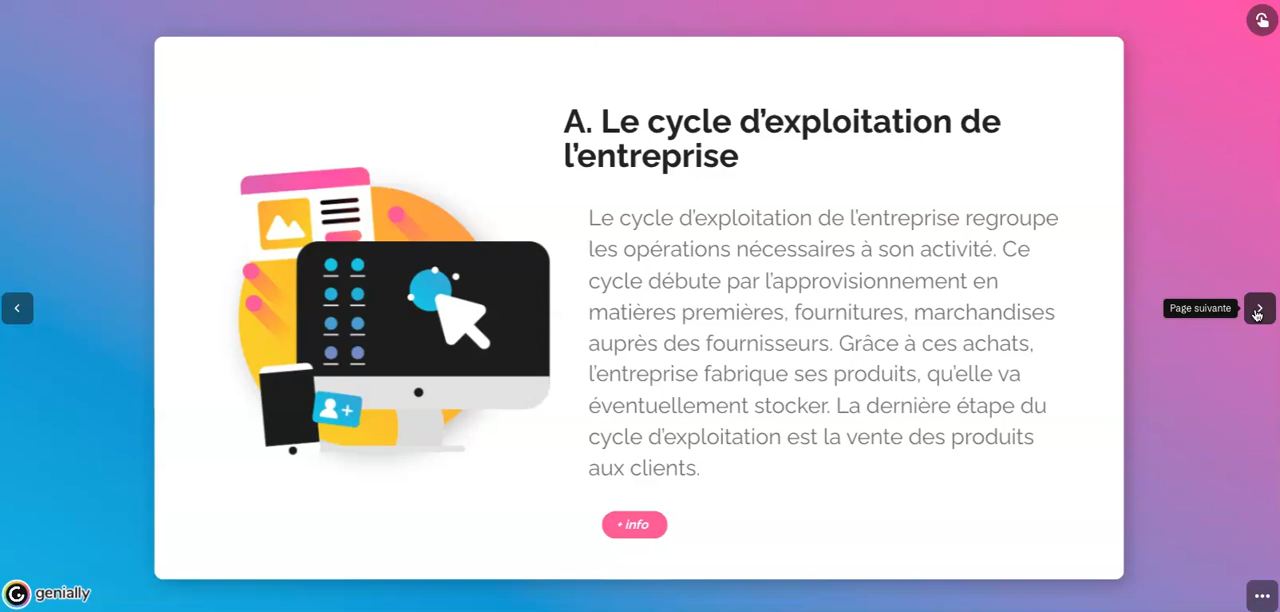 A. Le cycle d’exploitation de
l’entreprise
Le cycle d’exploitation de l’entreprise regroupe
les opérations nécessaires à son activité. Ce
cycle débute par l’approvisionnement en
matières premières, fournitures, marchandises
auprès des fournisseurs. Grâce à ces achats,
l’entreprise fabrique ses produits, qu’elle va
éventuellement stocker. La dernière étape du
cycle d’exploitation est la vente des produits
aux clients.
+ info
Page suivante
genially